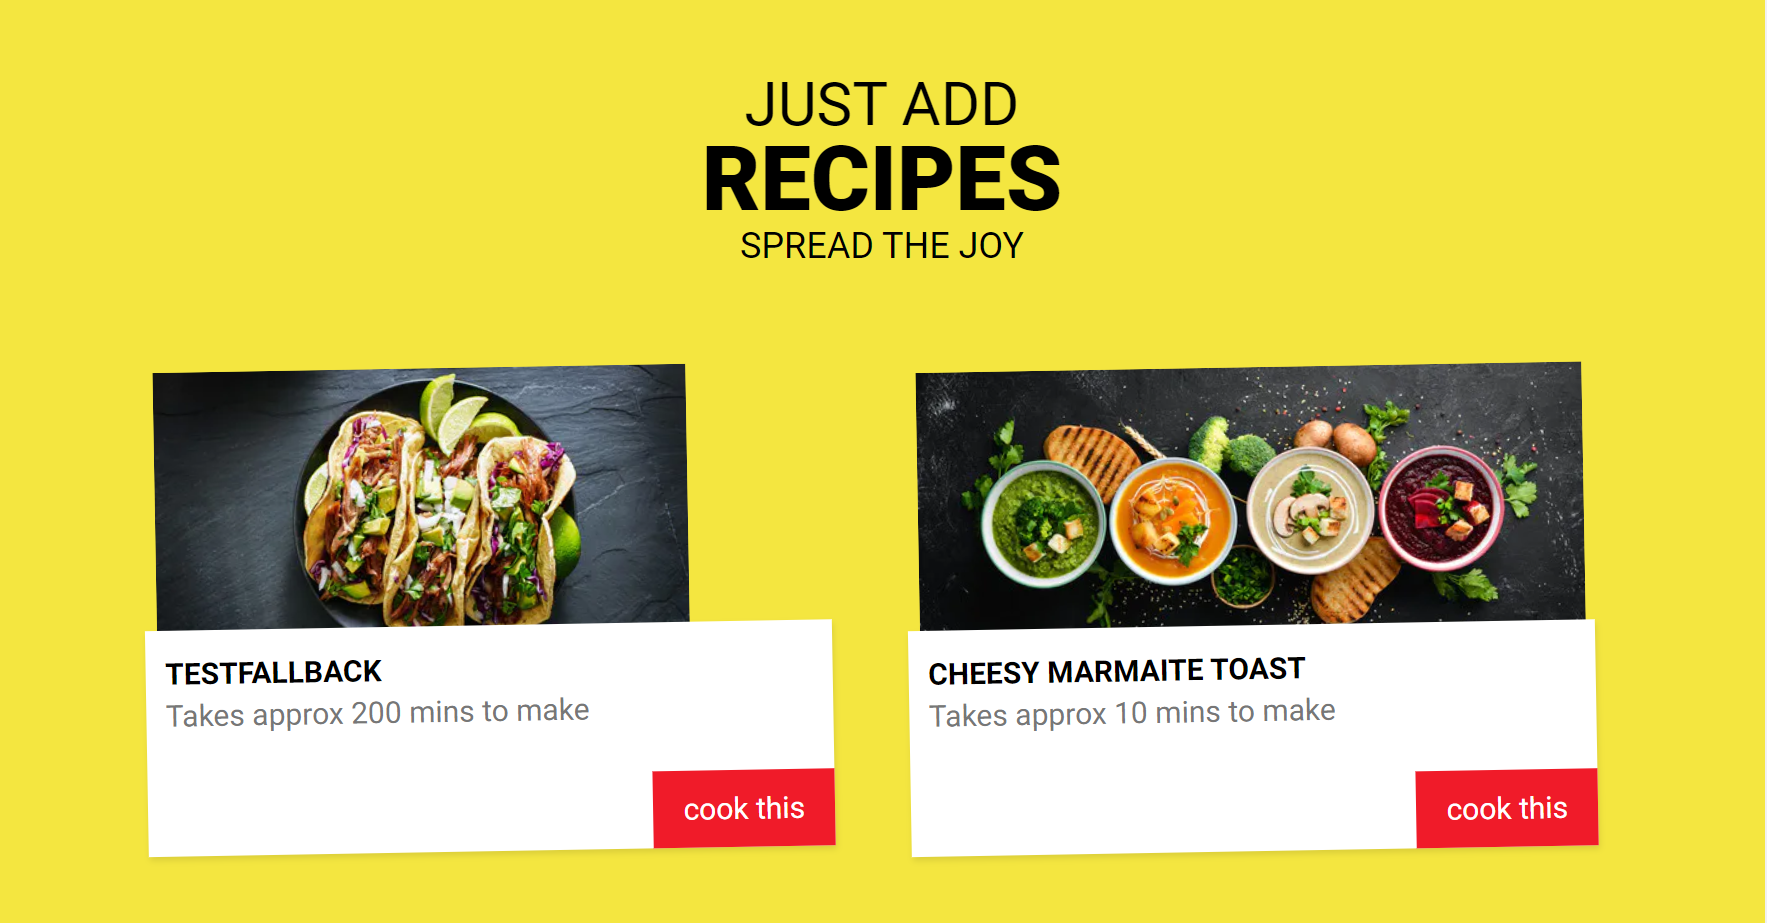 JUST ADD
RECIPES
SPREAD THE JOY
TESTFALLBACK
Takes approx 200 mins to make
cook this
CHEESY MARMAITE TOAST
Takes approx 10 mins to make
cook this